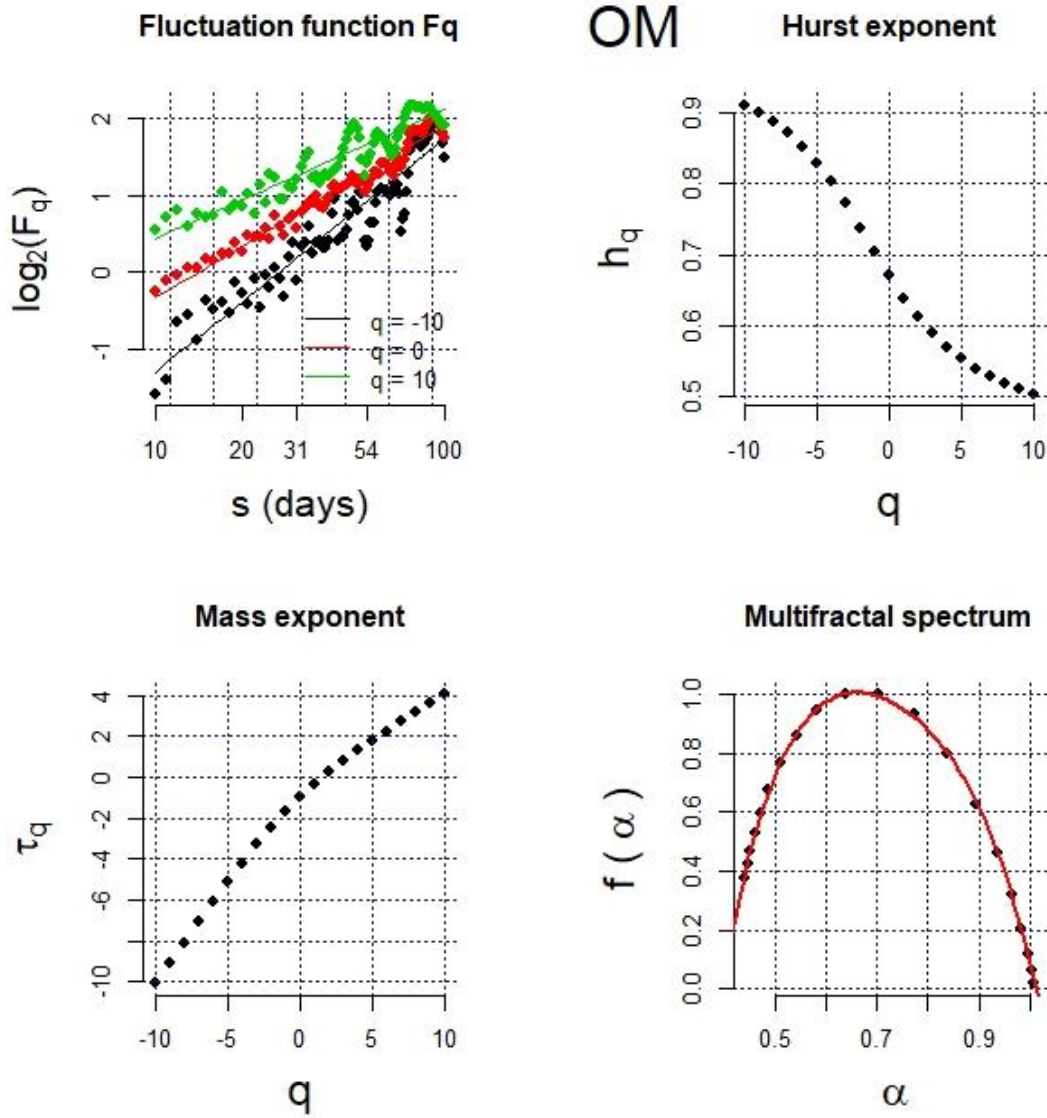 Fluctuation function Fq
OM
Hurst exponent
log₂(F_q)
2
1
0
-1
q = -10
q = 0
q = 10
10 20 31 54 100
s (days)
h_q
0.9
0.8
0.7
0.6
0.5
-10 -5 0 5 10
q
Mass exponent
Multifractal spectrum
τ_q
4
2
0
-2
-4
-6
-10
-10 -5 0 5 10
q
f ( α )
1.0
0.8
0.6
0.4
0.2
0.0
0.5 0.7 0.9
α